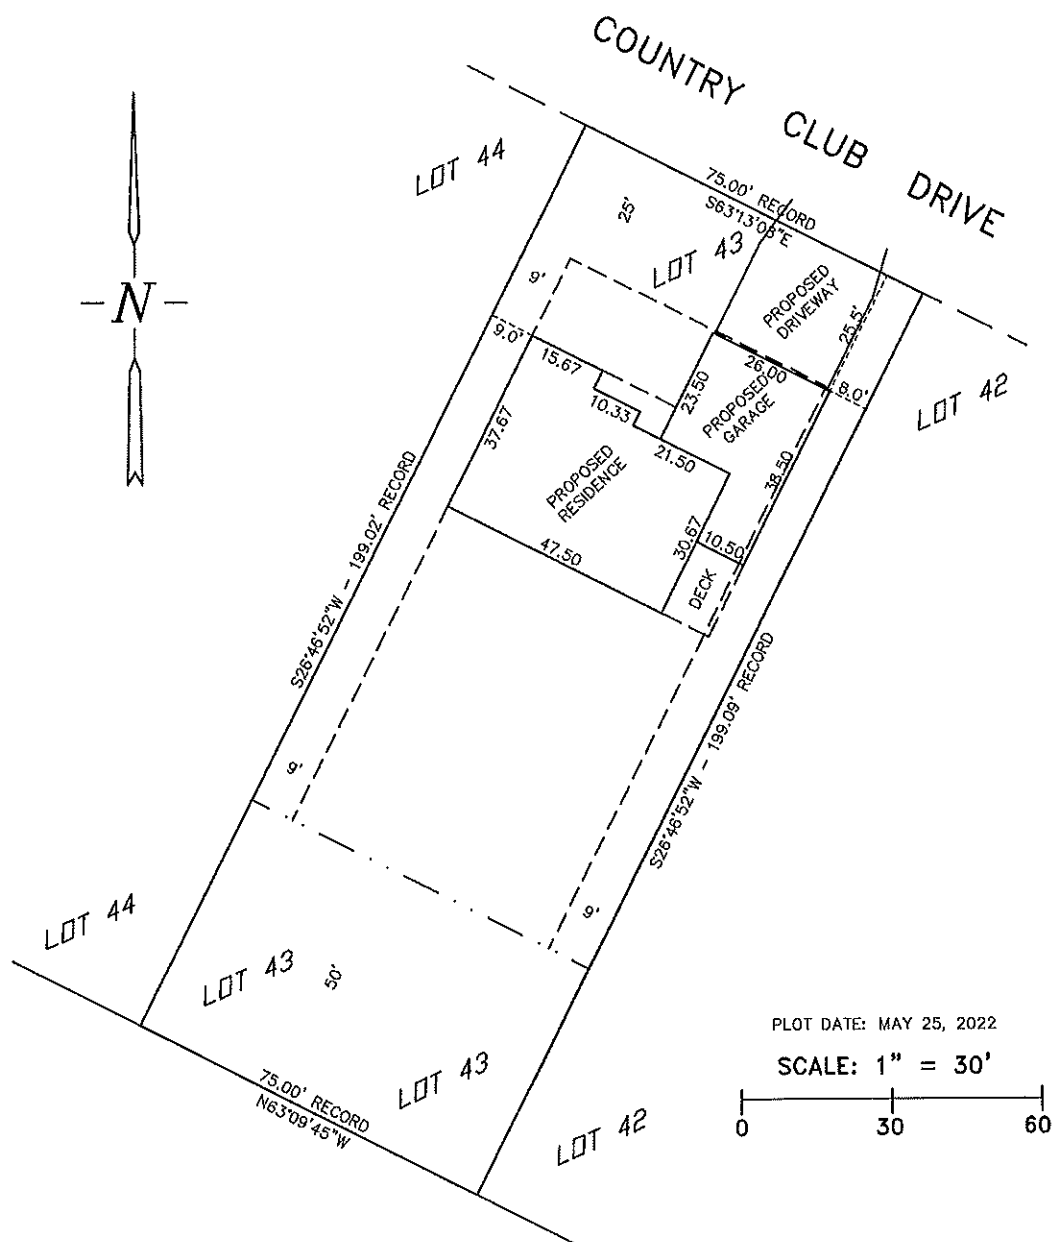 COUNTRY CLUB DRIVE
LOT 44
75.00' RECORD
S63°13'08"E
25'
LOT 43
9'
PROPOSED
DRIVEWAY
25.5'
-N-
9.0'
15.67
26.00
8.0'
23.50
PROPOSED
GARAGE
LOT 42
10.33
37.67
21.50
38.50
PROPOSED
RESIDENCE
30.67
10.50
47.50
DECK
S26°46'52"W - 199.02' RECORD
S26°46'52"W - 199.09' RECORD
9'
9'
LOT 44
LOT 43
50'
PLOT DATE: MAY 25, 2022
SCALE: 1" = 30'
LOT 43
75.00' RECORD
N63°09'45"W
LOT 42
0 30 60